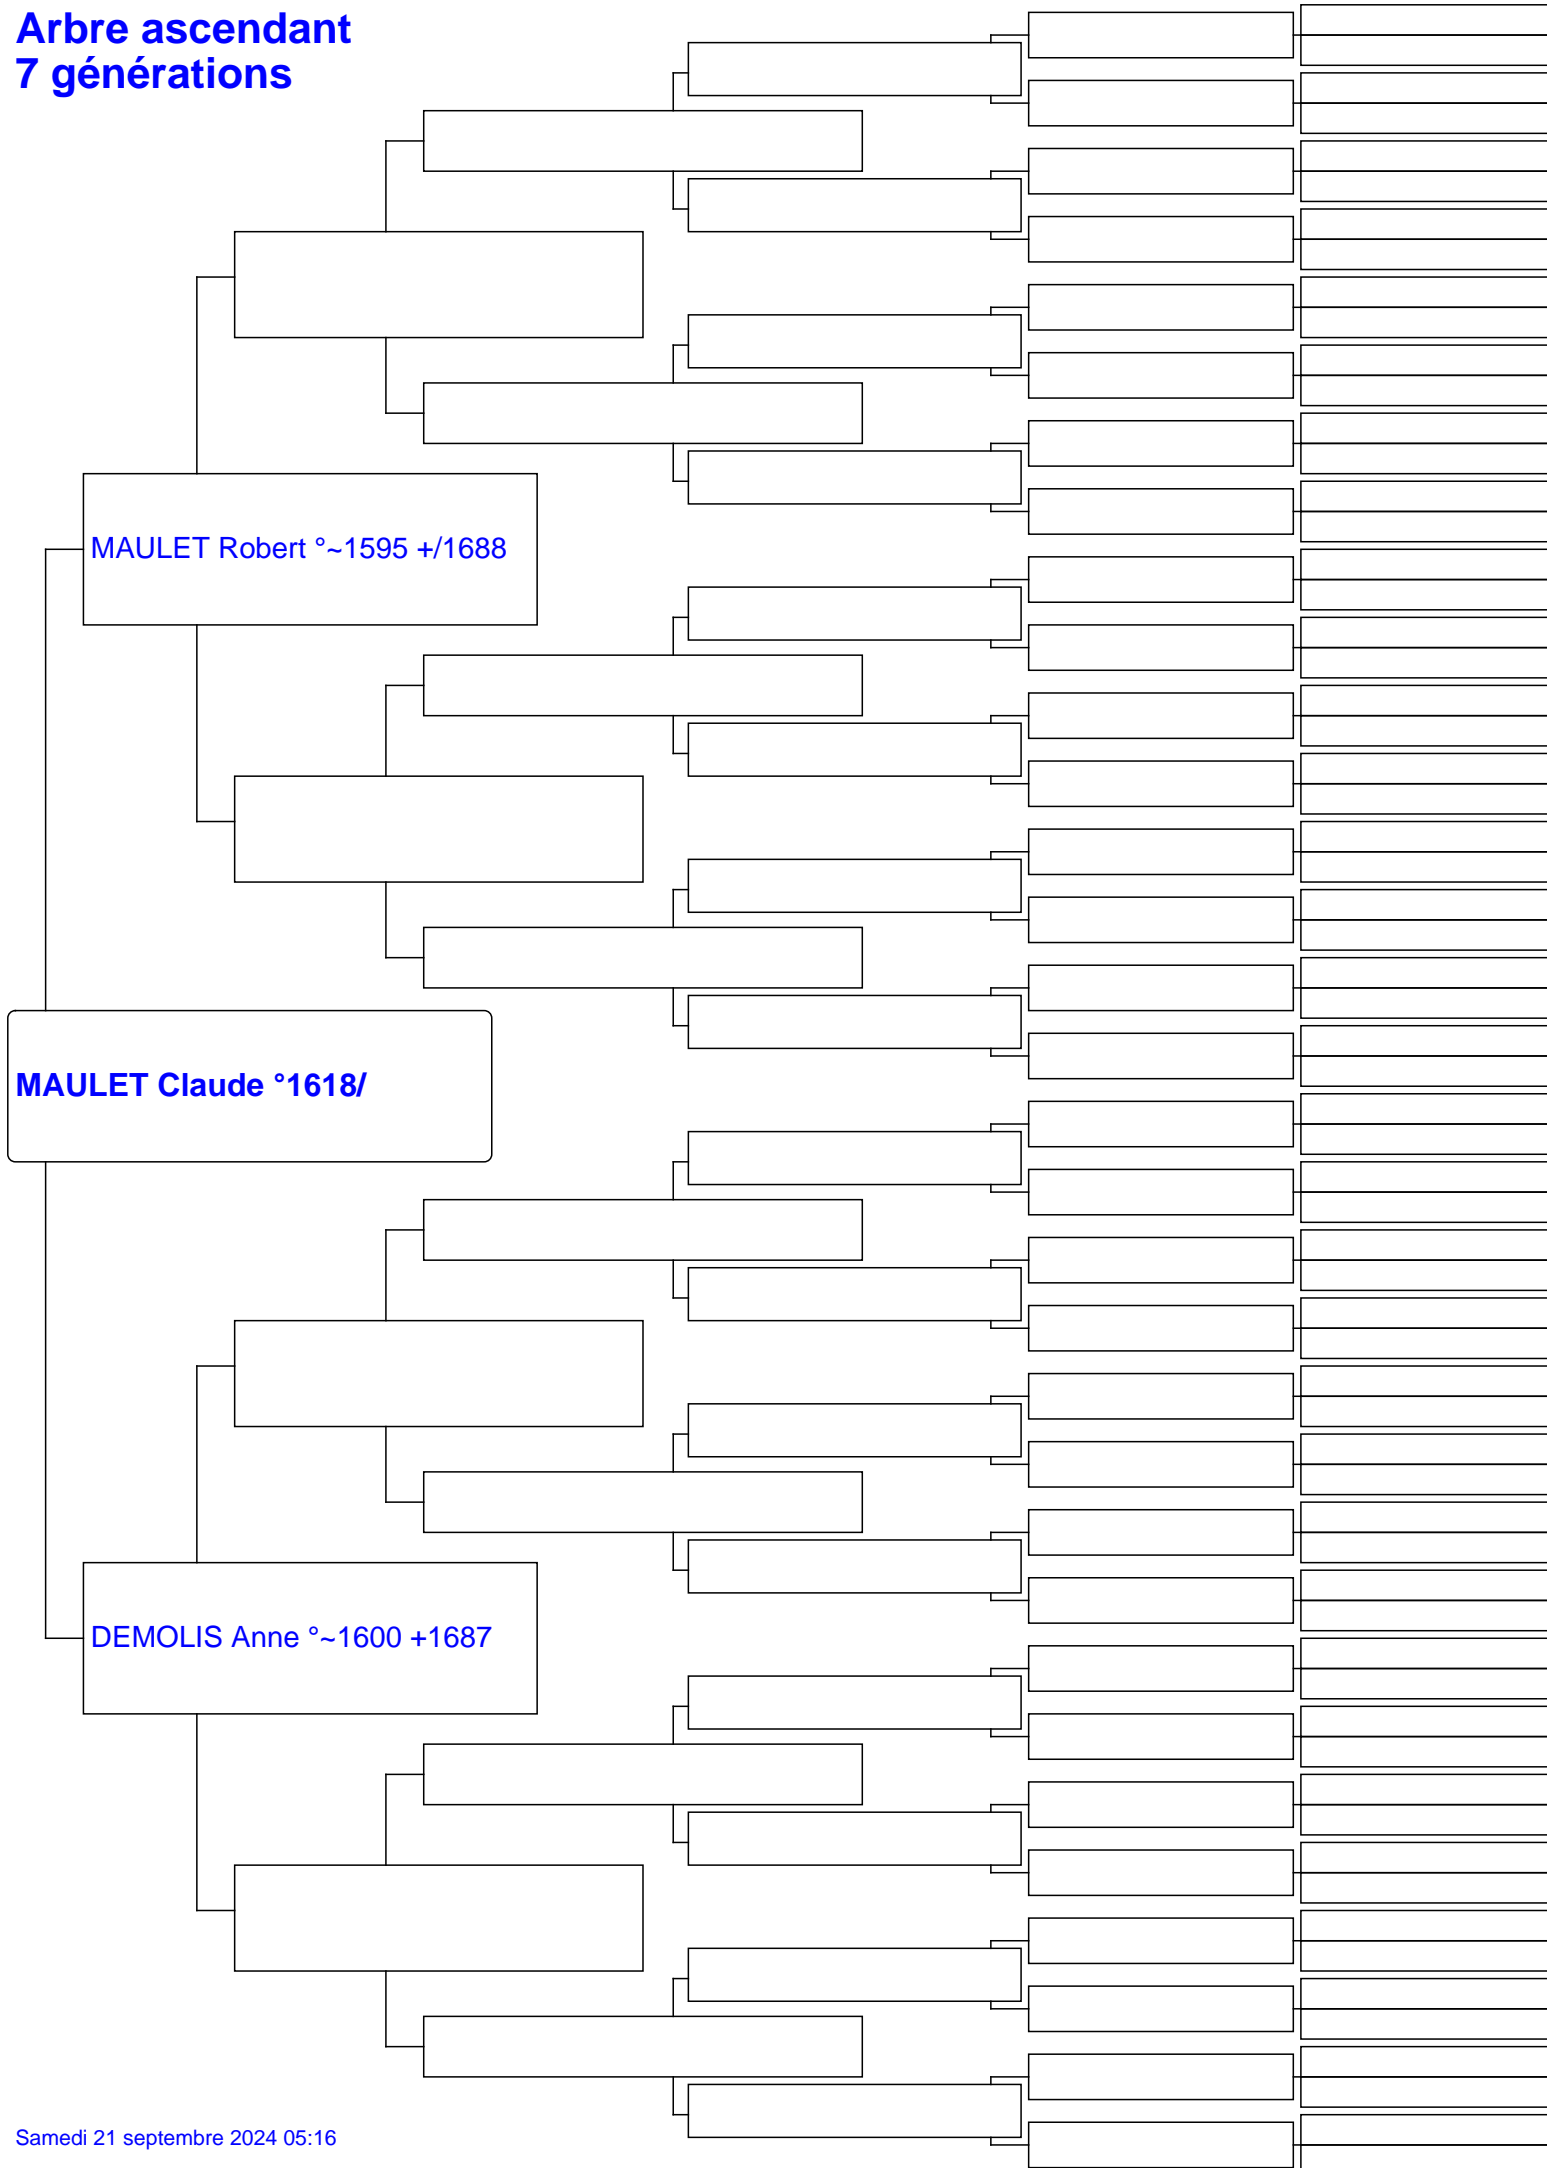 Arbre ascendant
7 générations
MAULET Robert °~1595 +/1688
MAULET Claude °1618/
DEMOLIS Anne °~1600 +1687
Samedi 21 septembre 2024 05:16